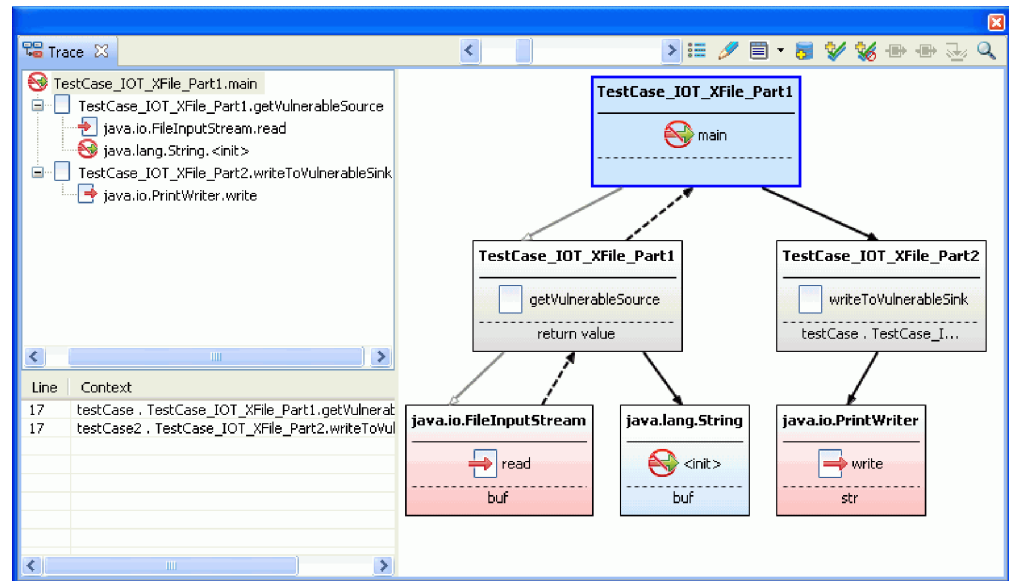 Trace
TestCase_IOT_XFile_Part1.main
TestCase_IOT_XFile_Part1.getVulnerableSource
java.io.FileInputStream.read
java.lang.String.<init>
TestCase_IOT_XFile_Part2.writeToVulnerableSink
java.io.PrintWriter.write
Line Context
17 testCase . TestCase_IOT_XFile_Part1.getVulnerat
17 testCase2 . TestCase_IOT_XFile_Part2.writeToVul
TestCase_IOT_XFile_Part1
main
TestCase_IOT_XFile_Part1
getVulnerableSource
return value
TestCase_IOT_XFile_Part2
writeToVulnerableSink
testCase . TestCase_I...
java.io.FileInputStream
read
buf
java.lang.String
<init>
buf
java.io.PrintWriter
write
str